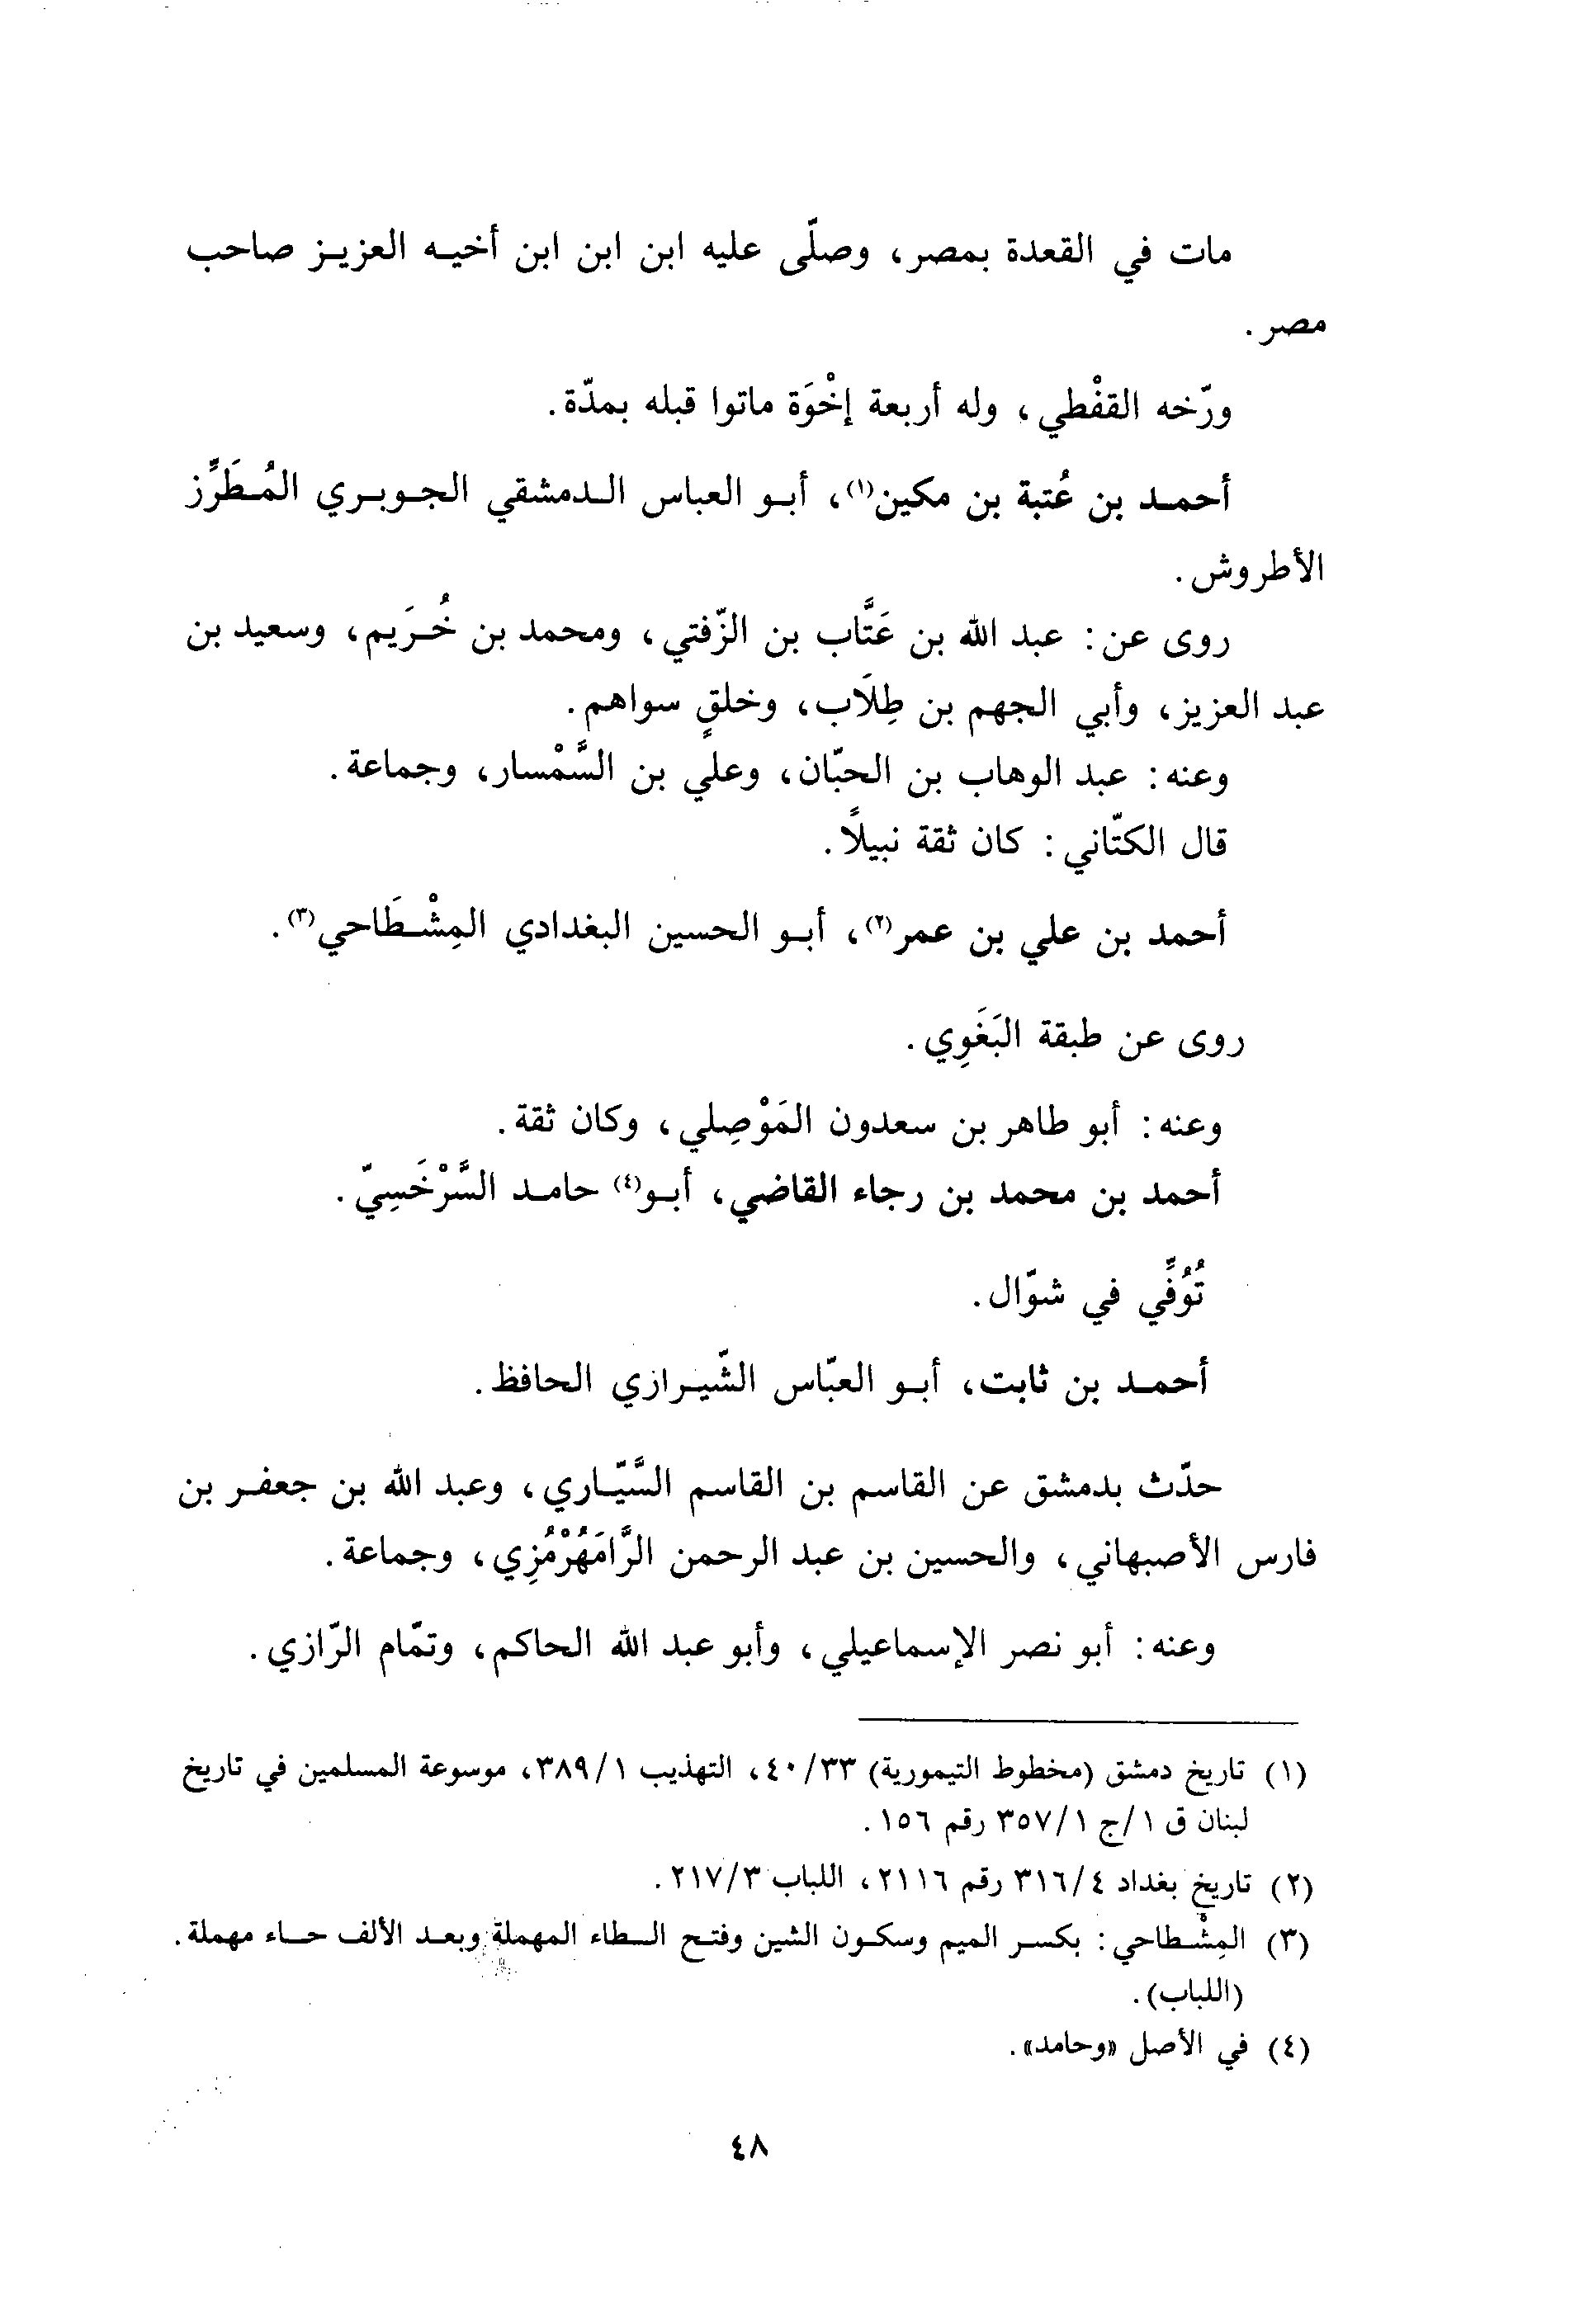 مات في القعدة بمصر، وصلّى عليه ابن ابن ابن أخيه العزيز صاحب
مصر.
ورّخه القفْطي، وله أربعة إخْوَة ماتوا قبله بمدّة.
أحمد بن عُتبة بن مكين(١)، أبو العباس الدمشقي الجوبري المُطَرِّز
الأطروش.
روى عن: عبد الله بن عَتَّاب بن الزّفتي، ومحمد بن خُرَيم، وسعيد بن
عبد العزيز، وأبي الجهم بن طِلَاب، وخلقٍ سواهم.
وعنه: عبد الوهاب بن الحبّان، وعلي بن السَّمْسار، وجماعة.
قال الكتّاني: كان ثقة نبيلًا.
أحمد بن علي بن عمر(٢)، أبو الحسين البغدادي المِشْطَاحي(٣).
روى عن طبقة البَغَوِي.
وعنه: أبو طاهر بن سعدون المَوْصِلي، وكان ثقة.
أحمد بن محمد بن رجاء القاضي، أبو(٤) حامد السَّرْخَسِيّ.
تُوُفِّي في شوّال.
أحمد بن ثابت، أبو العبّاس الشّيرازي الحافظ.
حدّث بدمشق عن القاسم بن القاسم السَّيّاري، وعبد الله بن جعفر بن
فارس الأصبهاني، والحسين بن عبد الرحمن الرَّامَهُرْمُزِي، وجماعة.
وعنه: أبو نصر الإسماعيلي، وأبو عبد الله الحاكم، وتمّام الرّازي.
(١) تاريخ دمشق (مخطوط التيمورية) ٤٠/٣٣، التهذيب ٣٨٩/١، موسوعة المسلمين في تاريخ
لبنان ق ١/ج ٣٥٧/١ رقم ١٥٦.
(٢) تاريخ بغداد ٣١٦/٤ رقم ٢١١٦، اللباب ٢١٧/٣.
(٣) المِشْطاحي: بكسر الميم وسكون الشين وفتح الطاء المهملة وبعد الألف حاء مهملة.
(اللباب).
(٤) في الأصل «وحامد».
٤٨